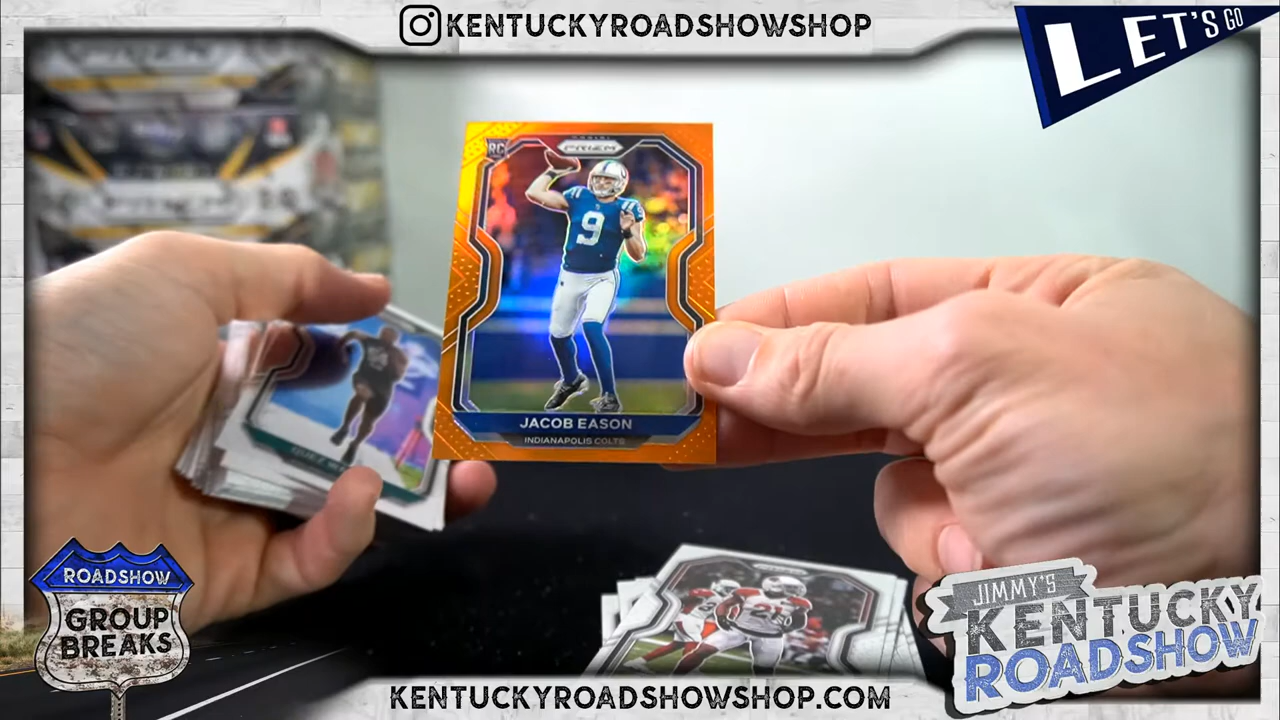 KENTUCKYROADSHOWSHOP
LET'S GO
RC
PRIZM
9
JACOB EASON
INDIANAPOLIS COLTS
ROADSHOW
GROUP
BREAKS
JIMMY'S
KENTUCKY
ROADSHOW
KENTUCKYROADSHOWSHOP.COM